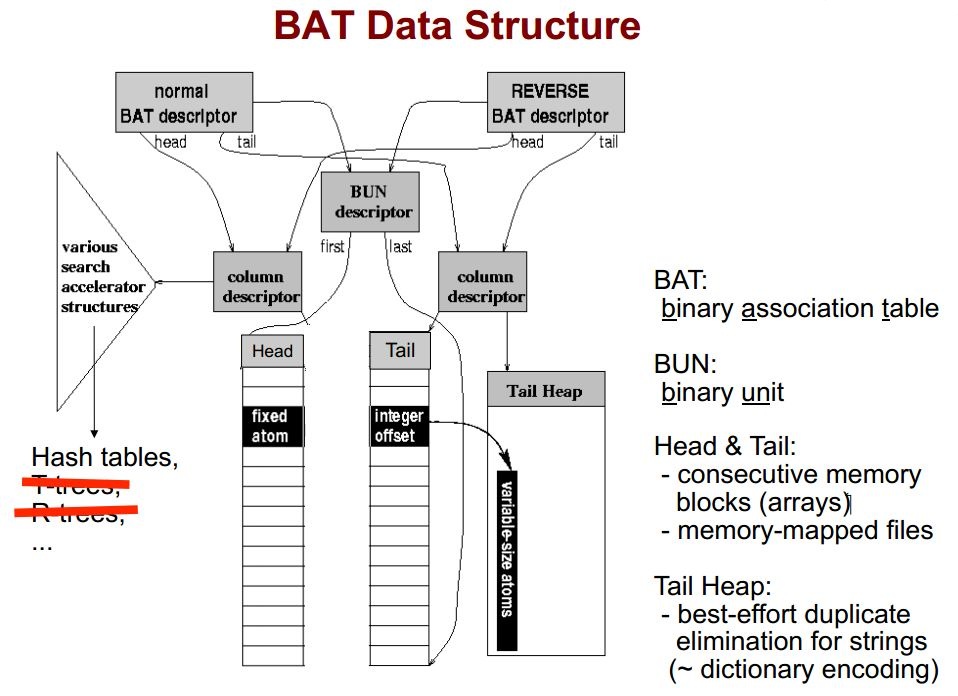 BAT Data Structure
normal
BAT descriptor
REVERSE
BAT descriptor
head
tail
head
tail
BUN
descriptor
first
last
various
search
accelerator
structures
column
descriptor
column
descriptor
Head
Tail
Tail Heap
fixed
atom
integer
offset
variable-size atoms
Hash tables,
T-trees,
R-trees,
...
BAT:
binary association table
BUN:
binary unit
Head & Tail:
- consecutive memory
blocks (arrays)
- memory-mapped files
Tail Heap:
- best-effort duplicate
elimination for strings
(~ dictionary encoding)